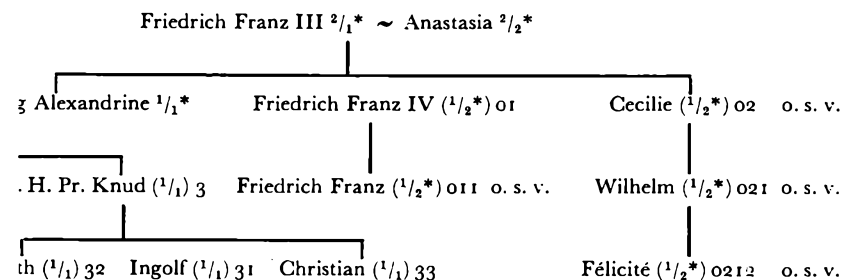 Friedrich Franz III ²/₁* ~ Anastasia ²/₂*
Alexandrine ¹/₁* Friedrich Franz IV (¹/₂*) 01 Cecilie (¹/₂*) 02 o. s. v.
. H. Pr. Knud (¹/₁) 3 Friedrich Franz (¹/₂*) 011 o. s. v. Wilhelm (¹/₂*) 021 o. s. v.
th (¹/₁) 32 Ingolf (¹/₁) 31 Christian (¹/₁) 33 Félicité (¹/₂*) 0212 o. s. v.